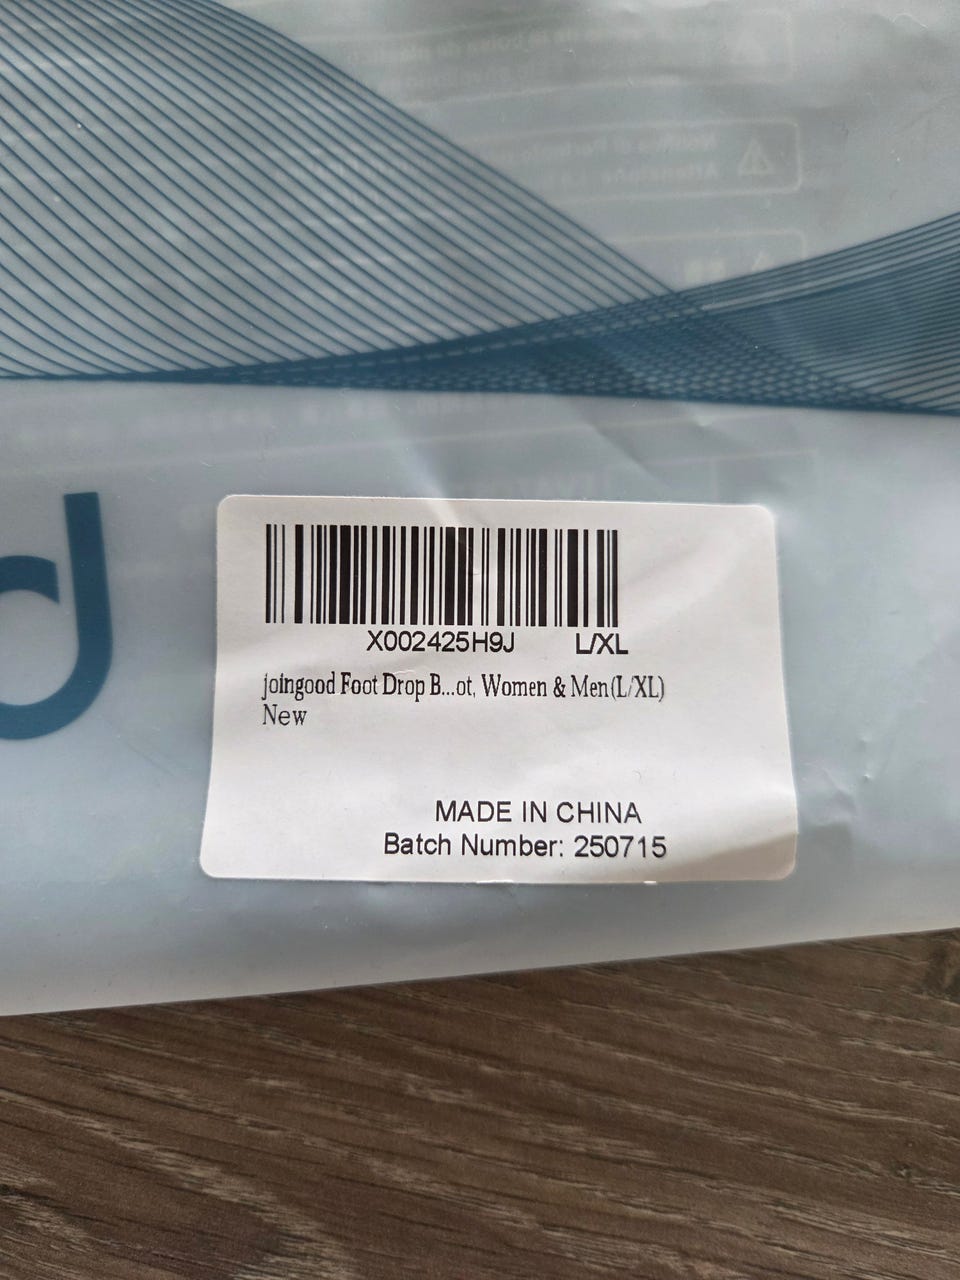 d
X002425H9J L/XL
joingood Foot Drop B...ot, Women & Men(L/XL)
New
MADE IN CHINA
Batch Number: 250715